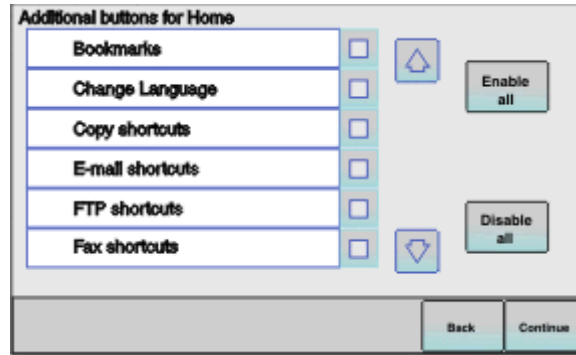 Additional buttons for Home
Bookmarks
Change Language
Copy shortcuts
E-mail shortcuts
FTP shortcuts
Fax shortcuts
Enable
all
Disable
all
Back
Continue